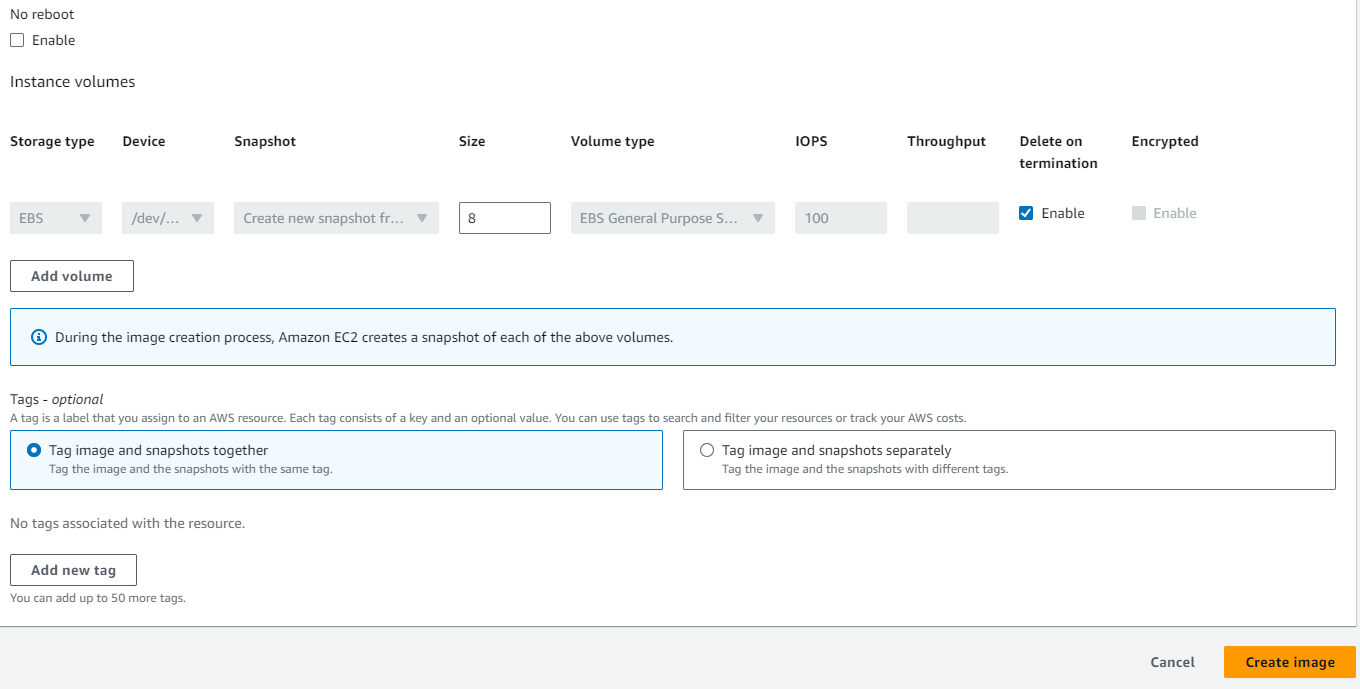 No reboot
Enable
Instance volumes
Storage type Device Snapshot Size Volume type IOPS Throughput Delete on termination Encrypted
EBS /dev/... Create new snapshot fr... 8 EBS General Purpose S... 100 Enable Enable
Add volume
During the image creation process, Amazon EC2 creates a snapshot of each of the above volumes.
Tags - optional
A tag is a label that you assign to an AWS resource. Each tag consists of a key and an optional value. You can use tags to search and filter your resources or track your AWS costs.
Tag image and snapshots together
Tag the image and the snapshots with the same tag.
Tag image and snapshots separately
Tag the image and the snapshots with different tags.
No tags associated with the resource.
Add new tag
You can add up to 50 more tags.
Cancel Create image